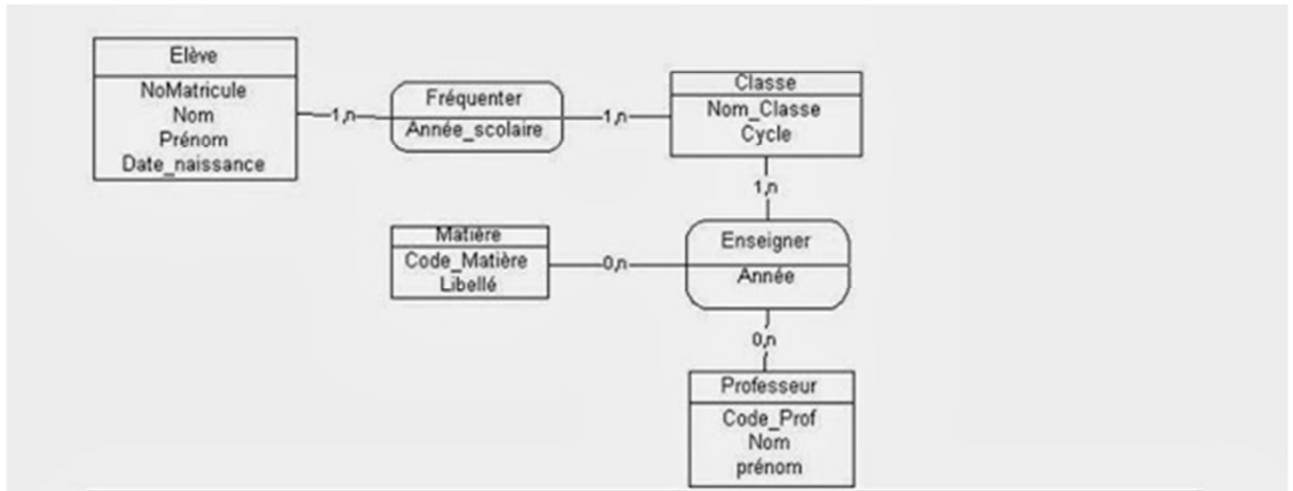 Elève
NoMatricule
Nom
Prénom
Date_naissance
1,n
Fréquenter
Année_scolaire
1,n
Classe
Nom_Classe
Cycle
1,n
Matière
Code_Matière
Libellé
0,n
Enseigner
Année
0,n
Professeur
Code_Prof
Nom
prénom